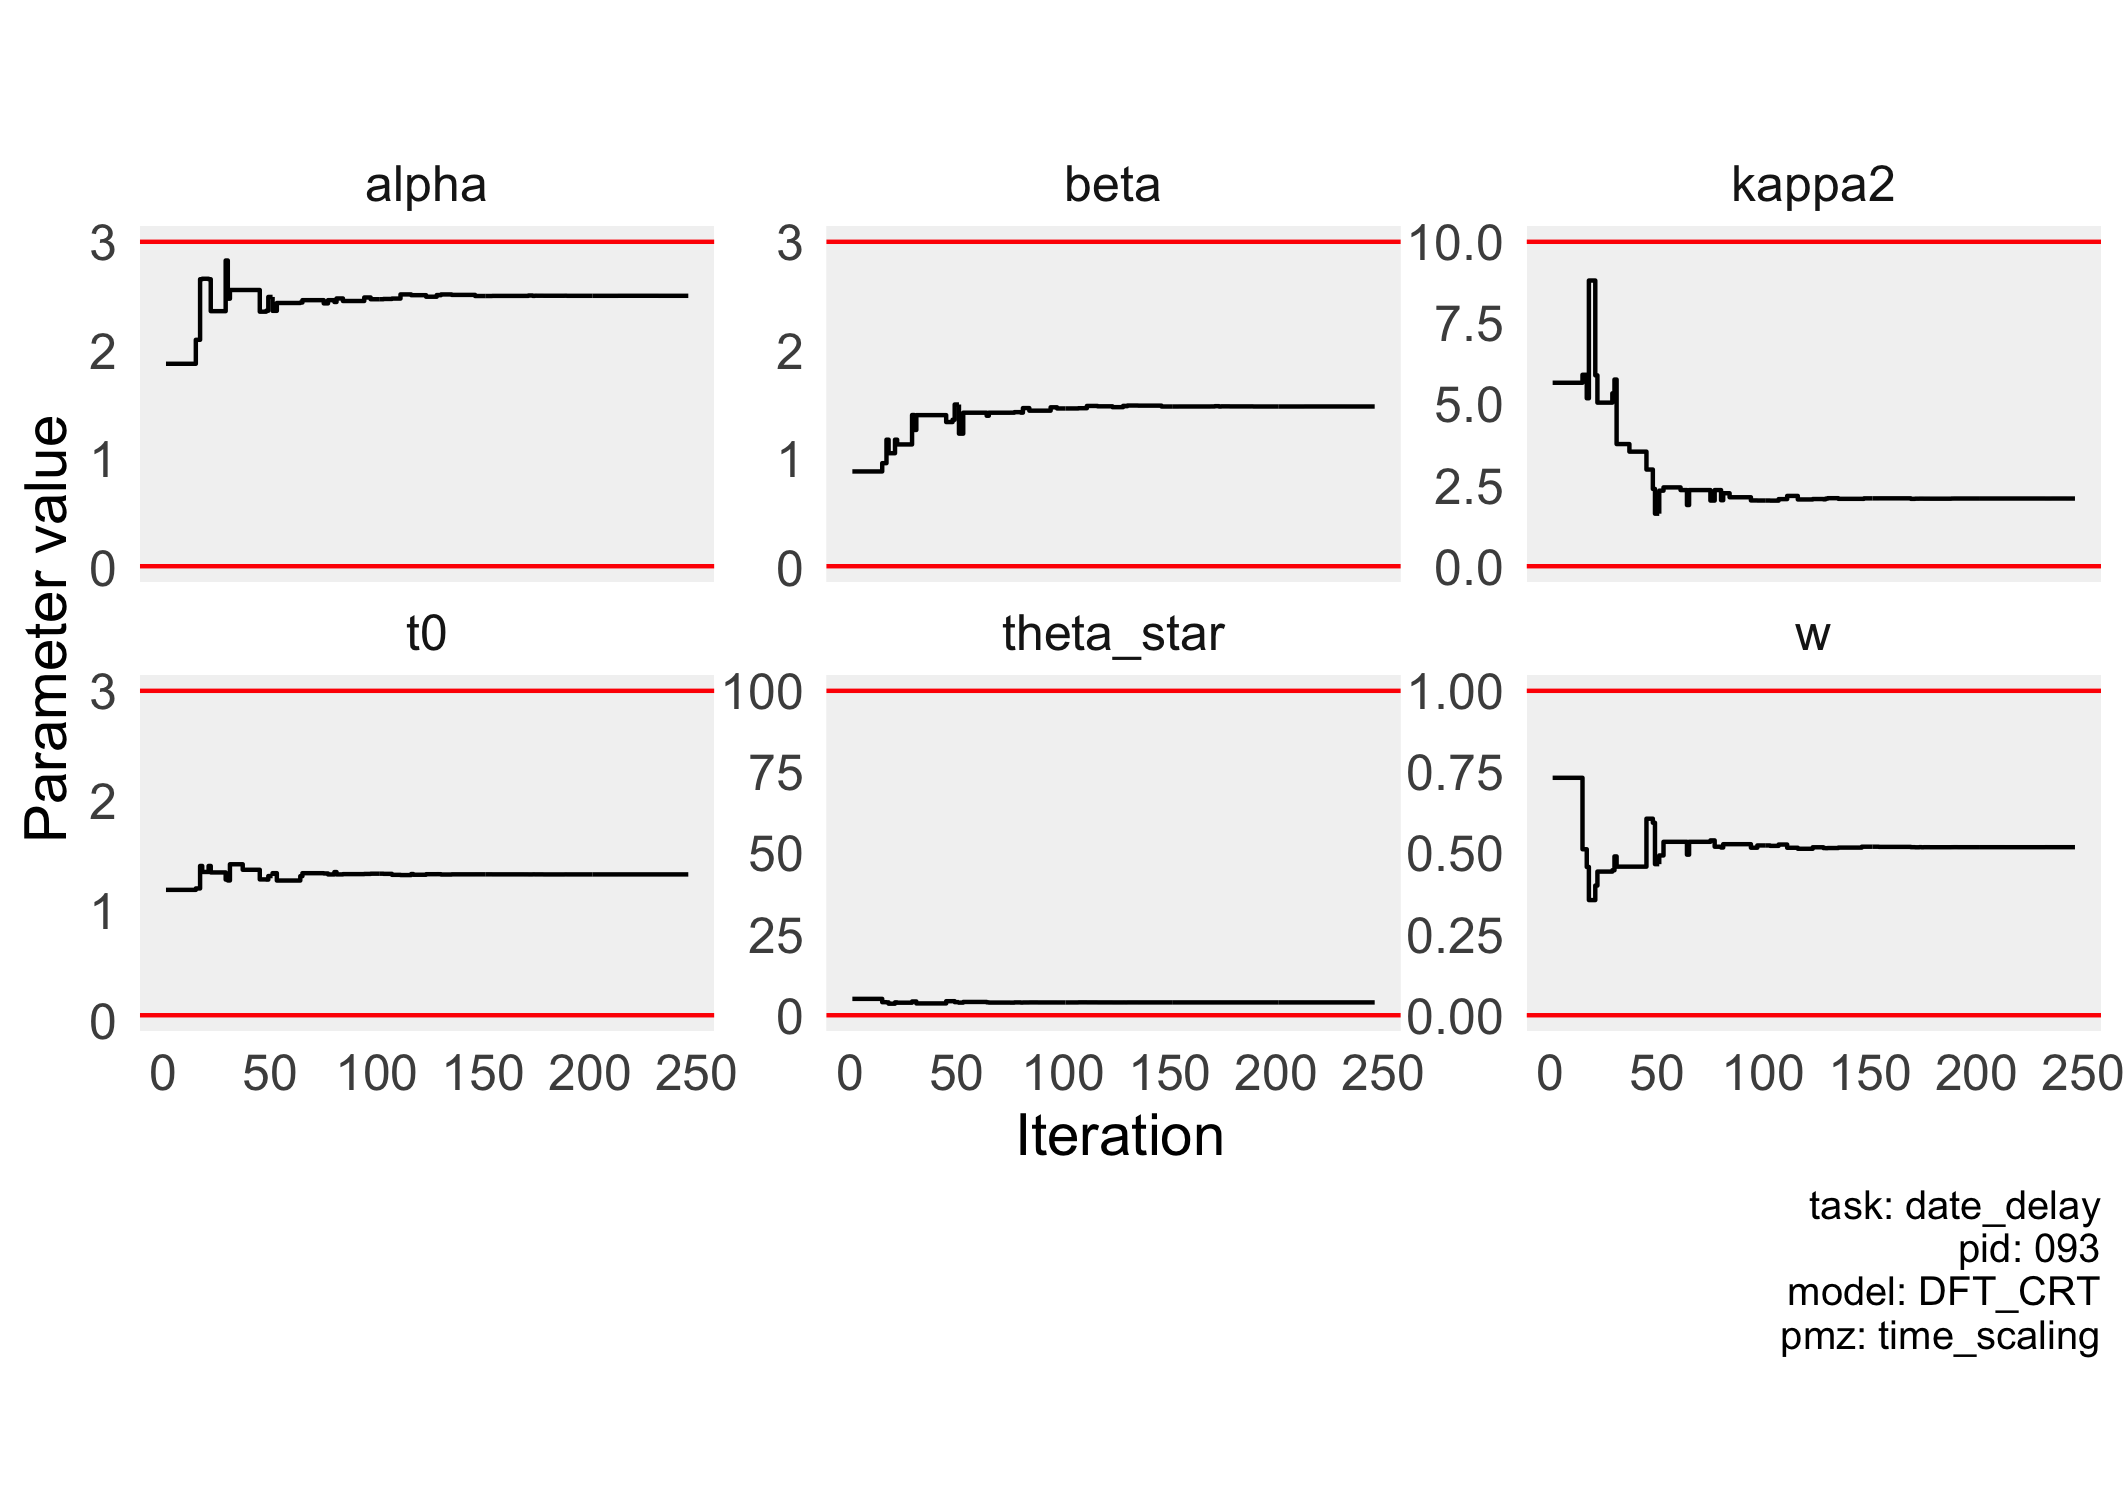 alpha
beta
kappa2
3
2
1
0
3
2
1
0
10.0
7.5
5.0
2.5
0.0
Parameter value
t0
theta_star
w
3
2
1
0
100
75
50
25
0
1.00
0.75
0.50
0.25
0.00
0 50 100 150 200 250
0 50 100 150 200 250
0 50 100 150 200 250
Iteration
task: date_delay
pid: 093
model: DFT_CRT
pmz: time_scaling